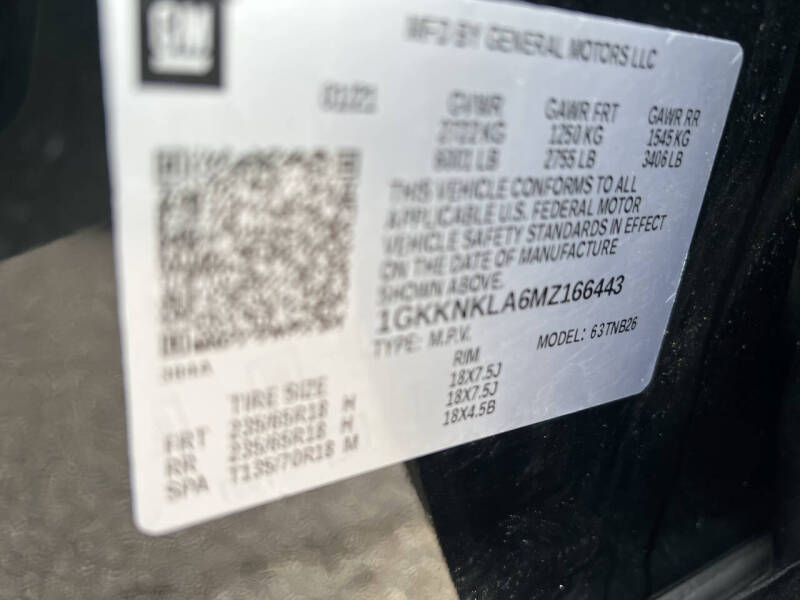 GM
MFD BY GENERAL MOTORS LLC
01/21
GVWR GAWR FRT GAWR RR
2722 KG 1250 KG 1545 KG
6001 LB 2755 LB 3406 LB
THIS VEHICLE CONFORMS TO ALL
APPLICABLE U.S. FEDERAL MOTOR
VEHICLE SAFETY STANDARDS IN EFFECT
ON THE DATE OF MANUFACTURE
SHOWN ABOVE.
1GKKNKLA6MZ166443
TYPE: M.P.V. MODEL: 63TNB26
TIRE SIZE RIM
FRT 235/65R18 H 18X7.5J
RR 235/65R18 H 18X7.5J
SPA T135/70R18 M 18X4.5B